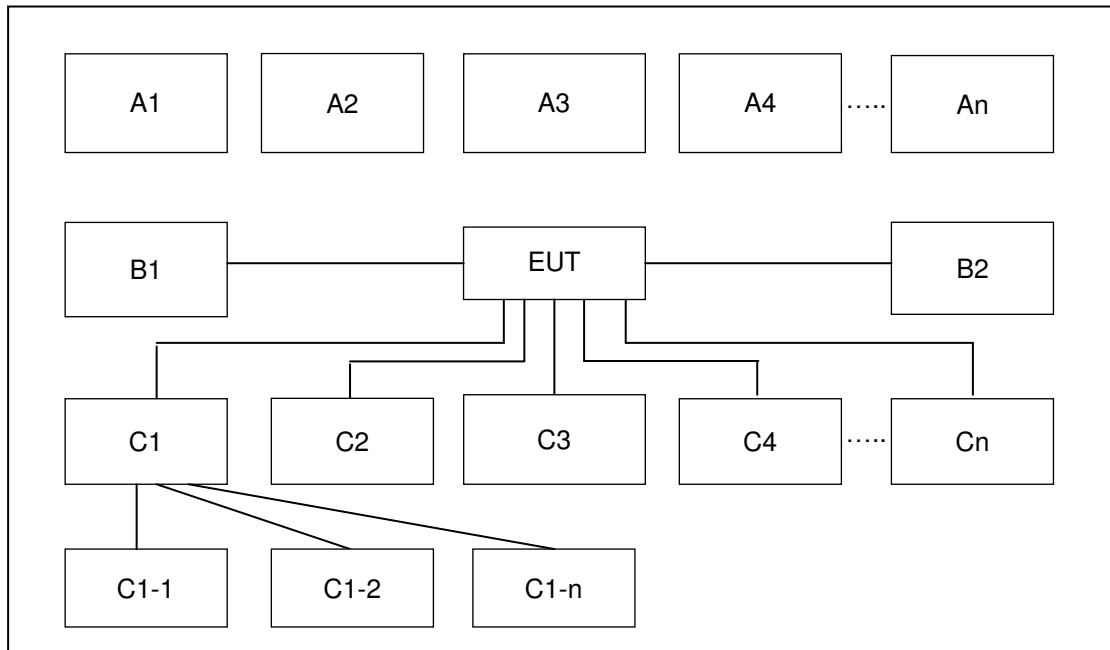 A1 A2 A3 A4 ..... An
B1 EUT B2
C1 C2 C3 C4 ..... Cn
C1-1 C1-2 C1-n